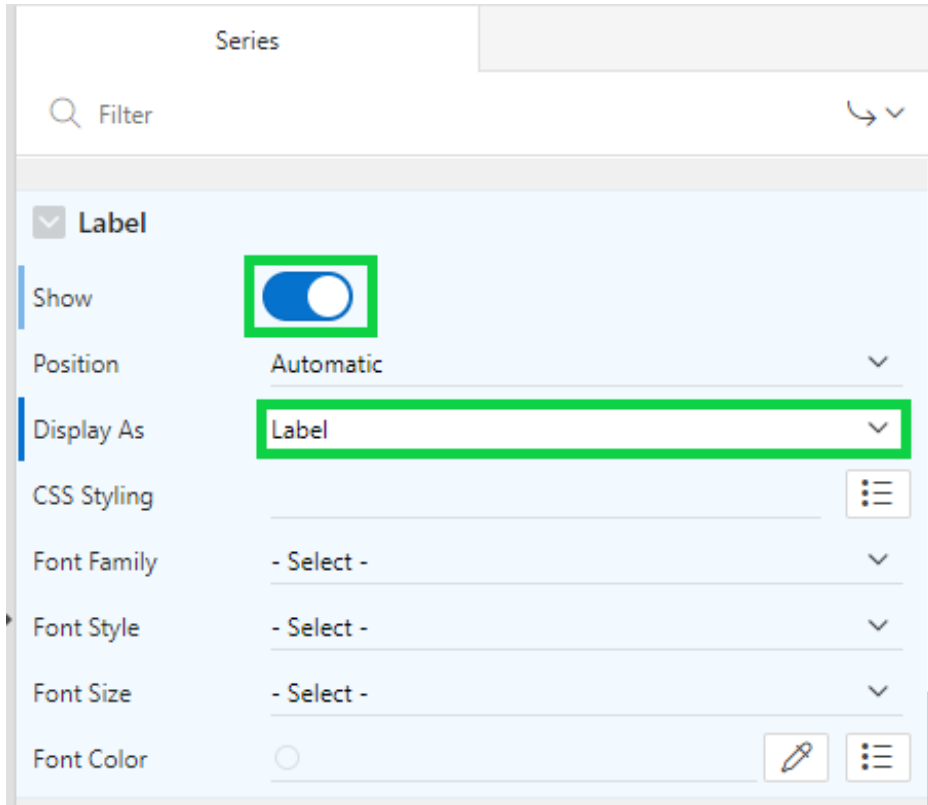 Series
Filter
Label
Show
Position Automatic
Display As Label
CSS Styling
Font Family - Select -
Font Style - Select -
Font Size - Select -
Font Color